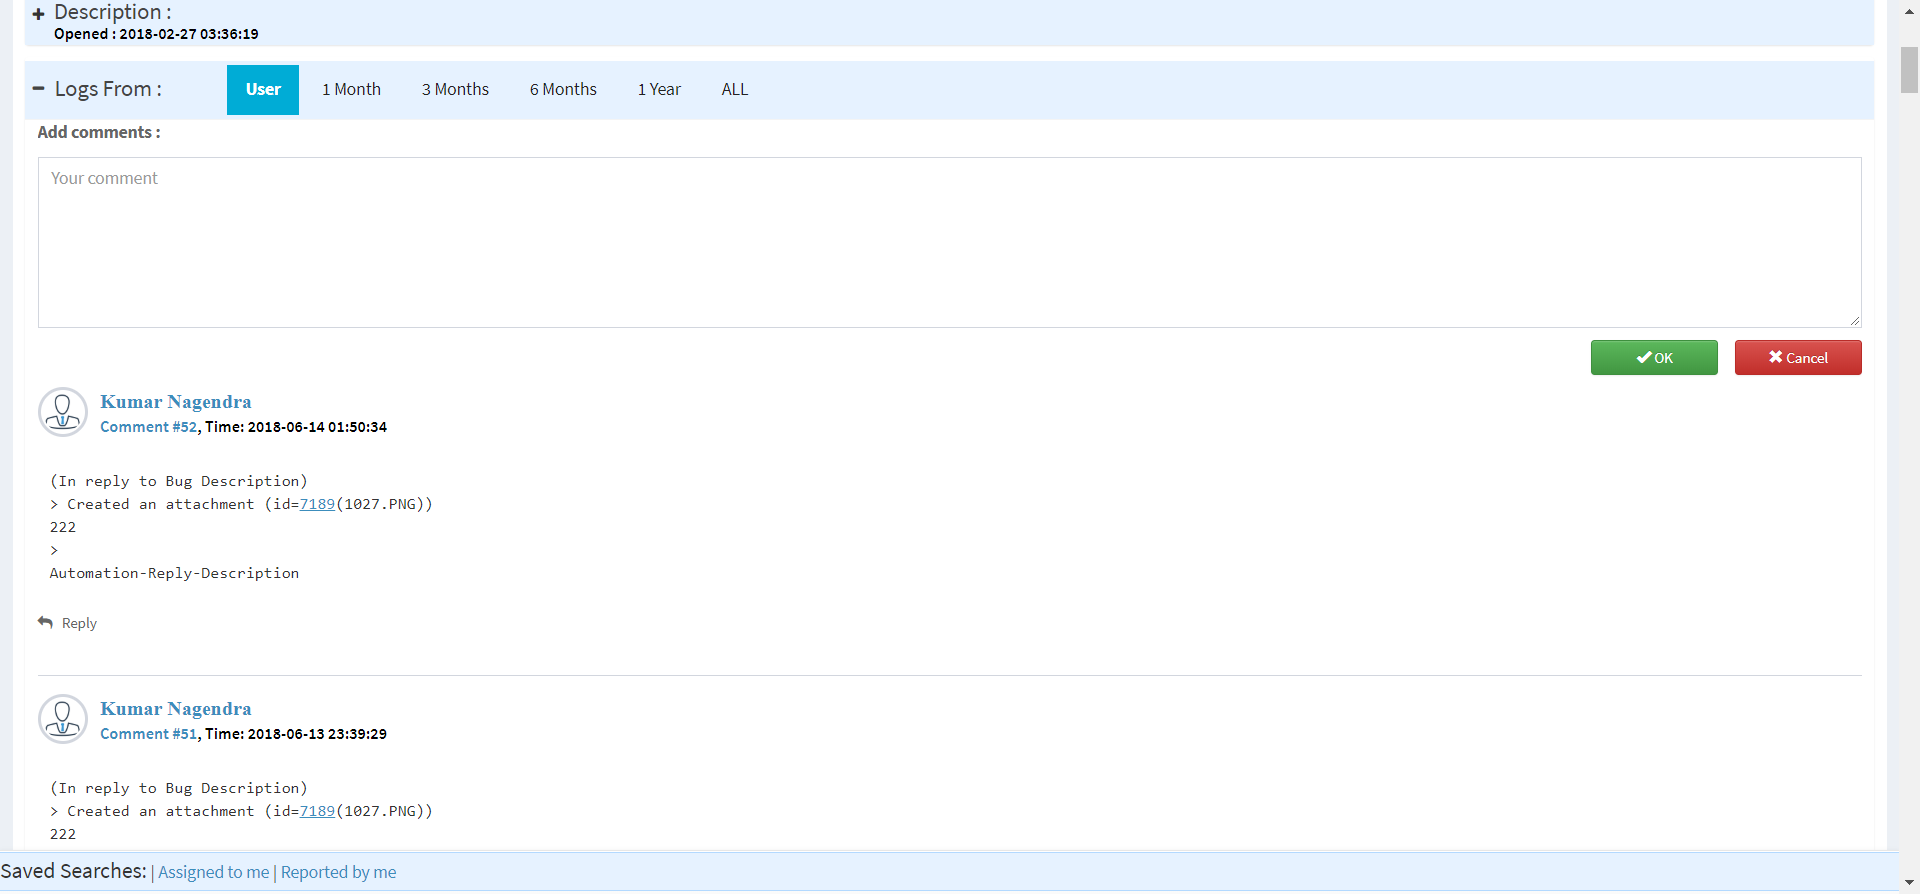 Description :
Opened : 2018-02-27 03:36:19
Logs From : User 1 Month 3 Months 6 Months 1 Year ALL
Add comments :
Your comment
OK Cancel
Kumar Nagendra
Comment #52, Time: 2018-06-14 01:50:34
(In reply to Bug Description)
> Created an attachment (id=7189(1027.PNG))
222
>
Automation-Reply-Description
Reply
Kumar Nagendra
Comment #51, Time: 2018-06-13 23:39:29
(In reply to Bug Description)
> Created an attachment (id=7189(1027.PNG))
222
Saved Searches: | Assigned to me | Reported by me